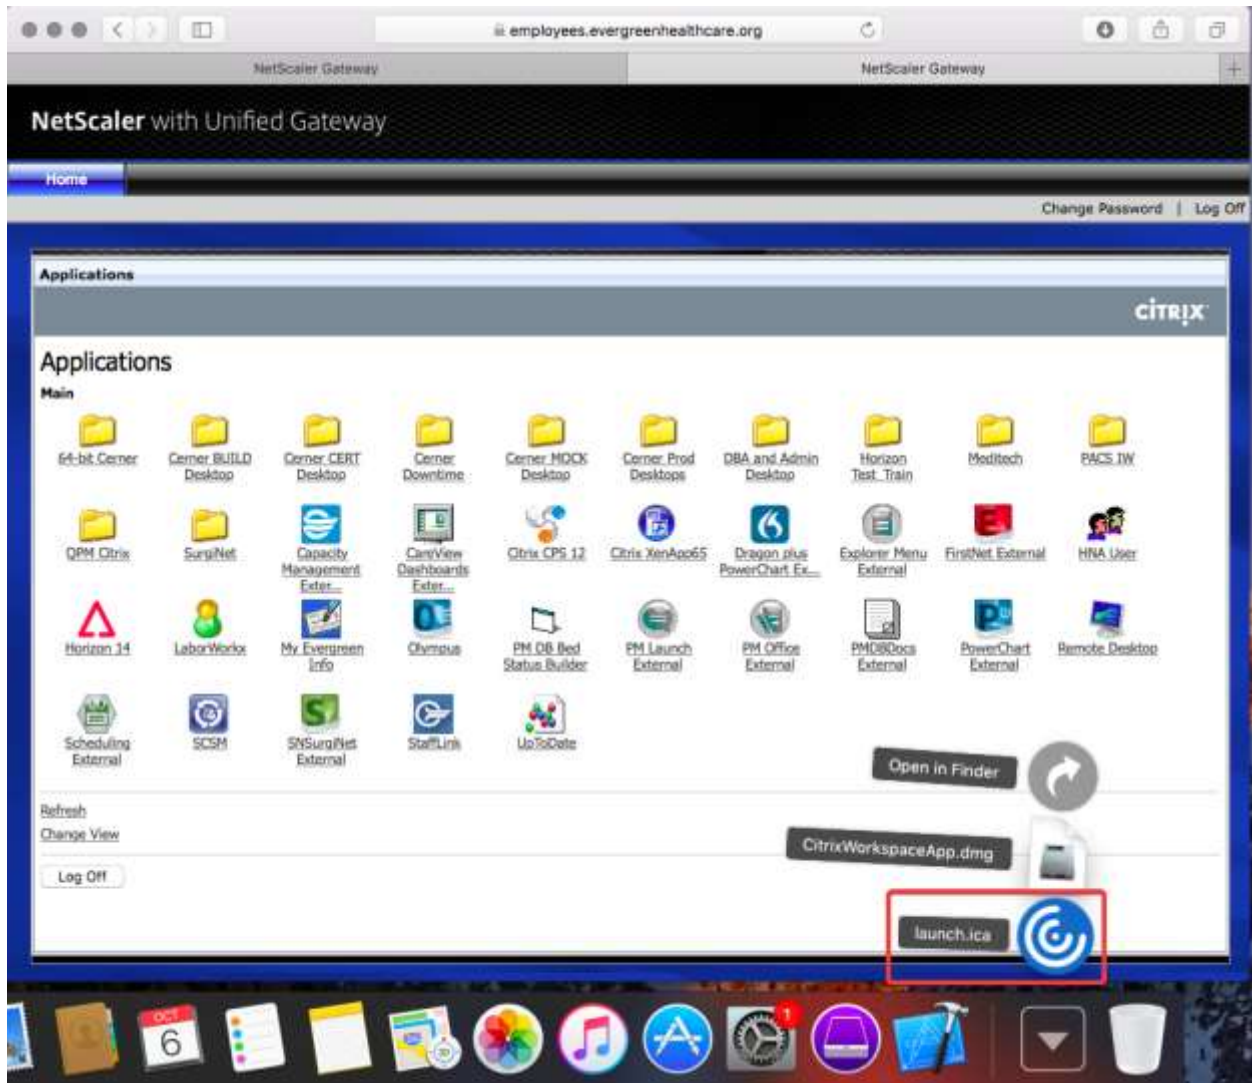 employees.evergreenhealthcare.org
NetScaler Gateway
NetScaler Gateway
NetScaler with Unified Gateway
Home
Change Password | Log Off
Applications
CİTRIX
Applications
Main
64-bit Cerner
Cerner BUILD
Desktop
Cerner CERT
Desktop
Cerner
Downtime
Cerner MOCK
Desktop
Cerner Prod
Desktops
DBA and Admin
Desktop
Horizon
Test_Train
Meditech
PACS IW
QPM Citrix
SurgiNet
Capacity
Management
Exter...
CareView
Dashboards
Exter...
Citrix CPS 12
Citrix XenApp65
Dragon plus
PowerChart Ex...
Explorer Menu
External
FirstNet External
HNA User
Horizon 14
LaborWorkx
My Evergreen
Info
Olympus
PM DB Bed
Status Builder
PM Launch
External
PM Office
External
PMDBDocs
External
PowerChart
External
Remote Desktop
Scheduling
External
SCSM
SNSurgiNet
External
StaffLink
UpToDate
Open in Finder
Refresh
Change View
CitrixWorkspaceApp.dmg
Log Off
launch.ica
OCT
6
1